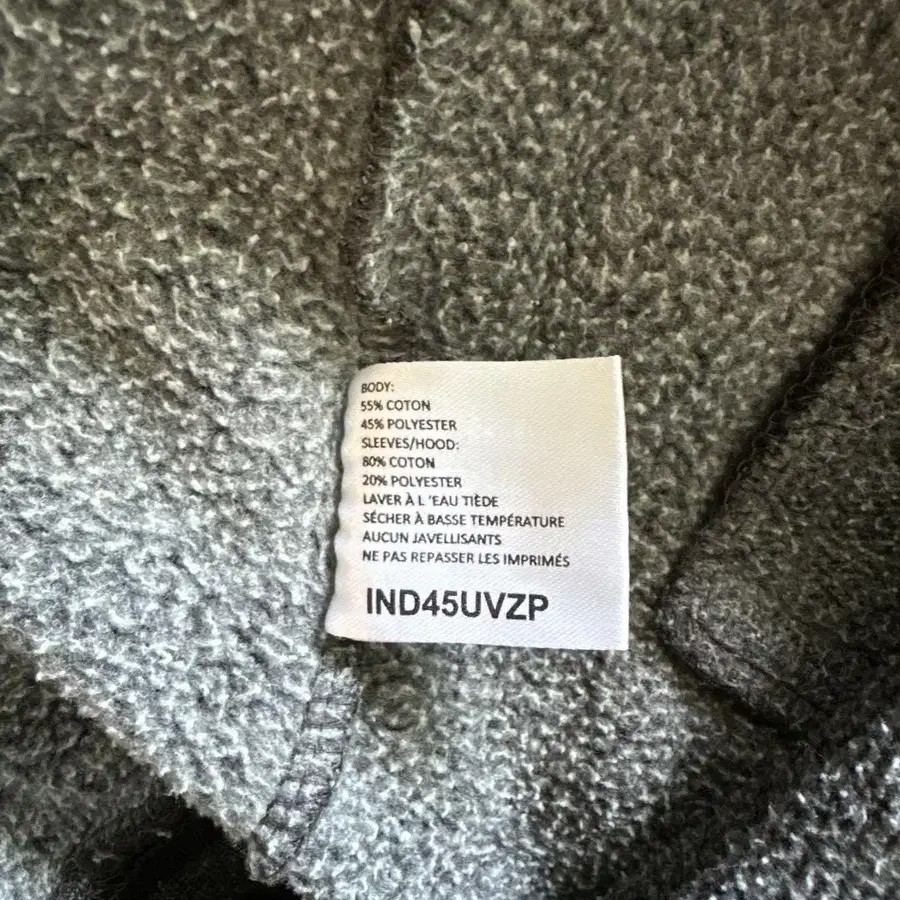 BODY:
55% COTON
45% POLYESTER
SLEEVES/HOOD:
80% COTON
20% POLYESTER
LAVER À L 'EAU TIÈDE
SÉCHER À BASSE TEMPÉRATURE
AUCUN JAVELLISANTS
NE PAS REPASSER LES IMPRIMÉS
IND45UVZP